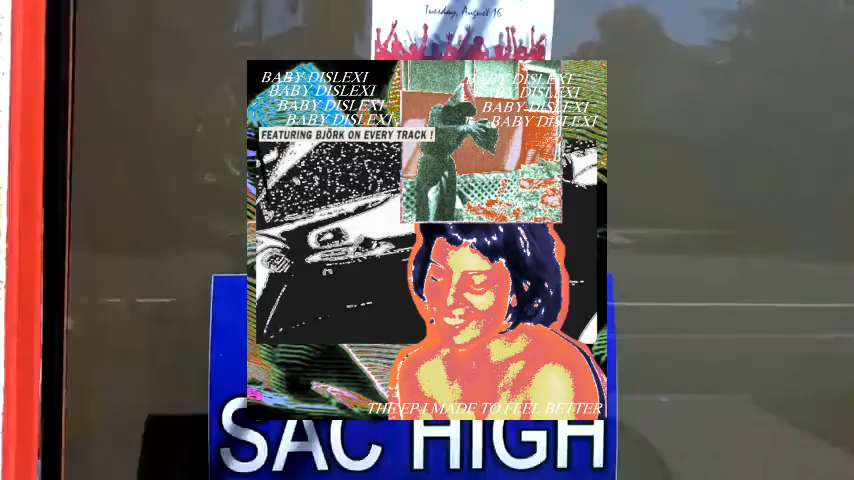 Tuesday, August 16
BABY DISLEXI
BABY DISLEXI
BABY DISLEXI
BABY DISLEXI
BABY DISLEXI
BABY DISLEXI
BABY DISLEXI
BABY DISLEXI
FEATURING BJÖRK ON EVERY TRACK !
THE EP I MADE TO FEEL BETTER
SAC HIGH